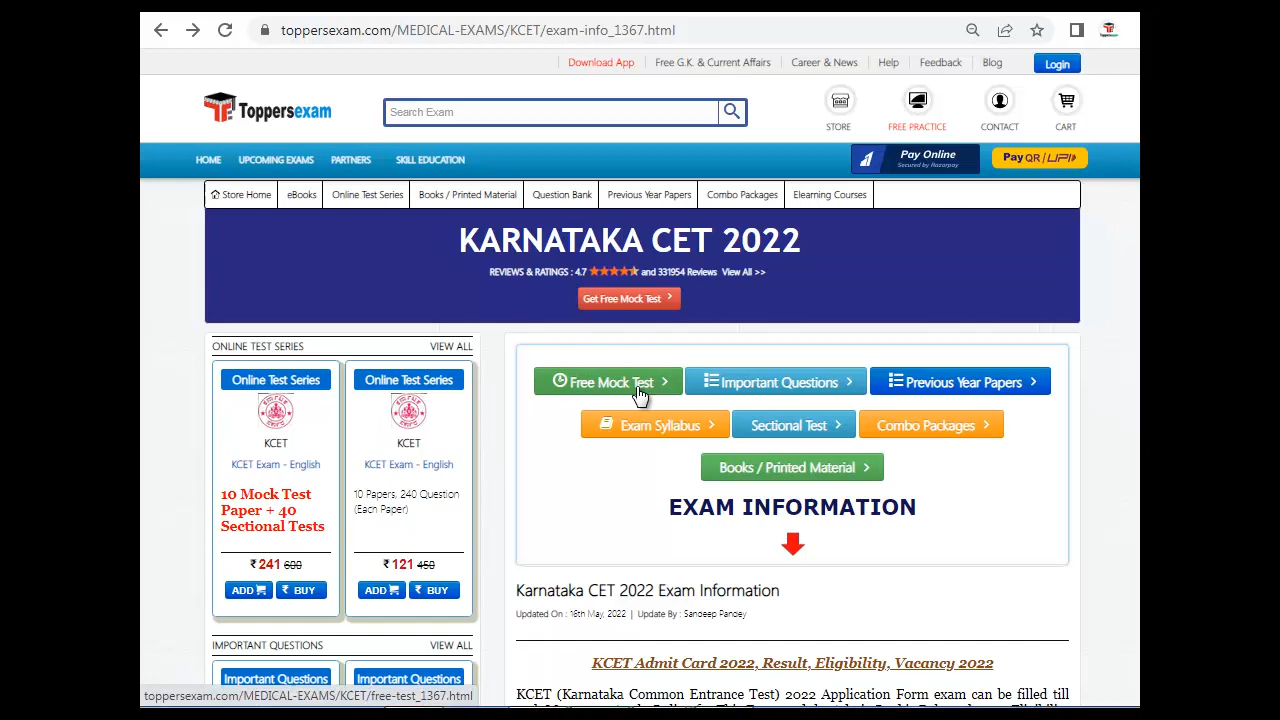 toppersexam.com/MEDICAL-EXAMS/KCET/exam-info_1367.html
Download App Free G.K. & Current Affairs Career & News Help Feedback Blog Login
Toppersexam
Search Exam
STORE FREE PRACTICE CONTACT CART
HOME UPCOMING EXAMS PARTNERS SKILL EDUCATION
Pay Online
Secured by Razorpay
Pay QR / UPI
Store Home eBooks Online Test Series Books / Printed Material Question Bank Previous Year Papers Combo Packages Elearning Courses
KARNATAKA CET 2022
REVIEWS & RATINGS : 4.7 and 331954 Reviews View All >>
Get Free Mock Test
ONLINE TEST SERIES VIEW ALL
Online Test Series
KCET
KCET Exam - English
10 Mock Test
Paper + 40
Sectional Tests
₹ 241 600
ADD ₹ BUY
Online Test Series
KCET
KCET Exam - English
10 Papers, 240 Question
(Each Paper)
₹ 121 450
ADD ₹ BUY
IMPORTANT QUESTIONS VIEW ALL
Important Questions Important Questions
Free Mock Test Important Questions Previous Year Papers
Exam Syllabus Sectional Test Combo Packages
Books / Printed Material
EXAM INFORMATION
Karnataka CET 2022 Exam Information
Updated On : 16th May, 2022 | Update By : Sandeep Pandey
KCET Admit Card 2022, Result, Eligibility, Vacancy 2022
KCET (Karnataka Common Entrance Test) 2022 Application Form exam can be filled till
toppersexam.com/MEDICAL-EXAMS/KCET/free-test_1367.html